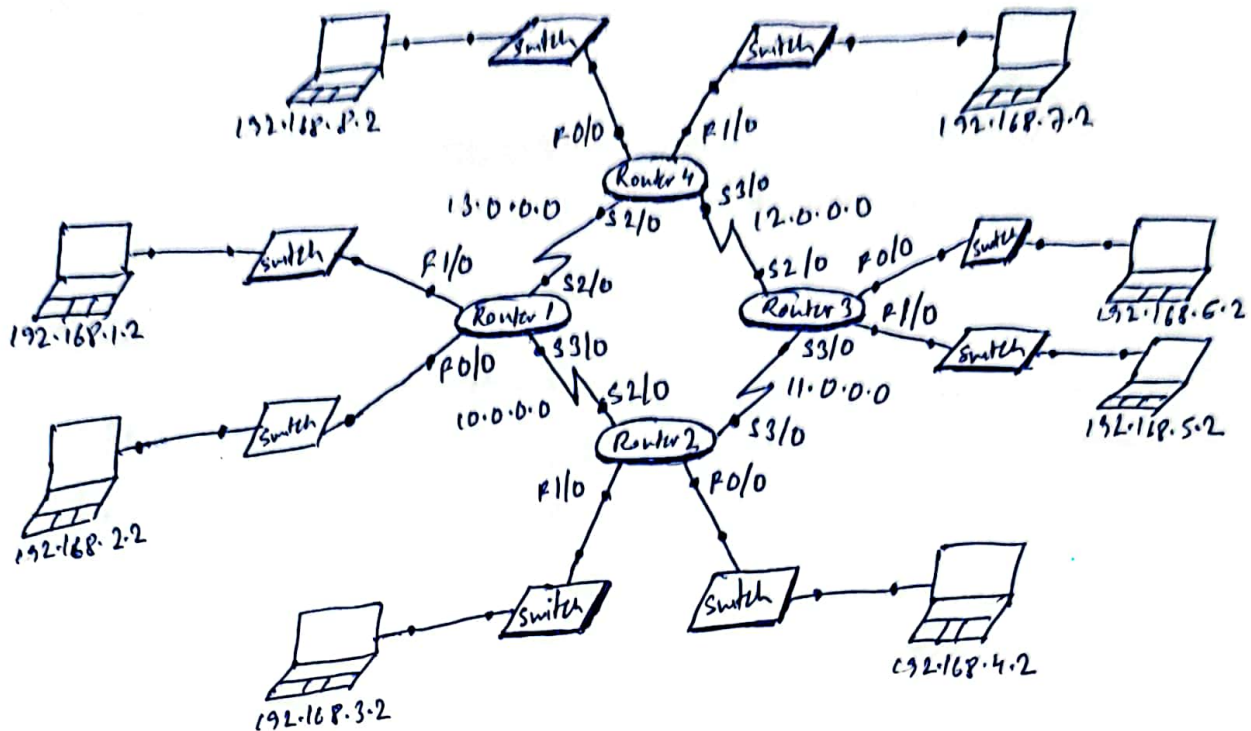 Switch
Switch
192.168.8.2
192.168.7.2
F0/0
F1/0
Router 4
S3/0
13.0.0.0
S2/0
12.0.0.0
Switch
F1/0
S2/0
S2/0
F0/0
Switch
192.168.1.2
Router 1
Router 3
192.168.6.2
F0/0
S3/0
S3/0
F1/0
Switch
10.0.0.0
S2/0
11.0.0.0
192.168.5.2
Switch
Router 2
S3/0
192.168.2.2
F1/0
F0/0
Switch
Switch
192.168.3.2
192.168.4.2